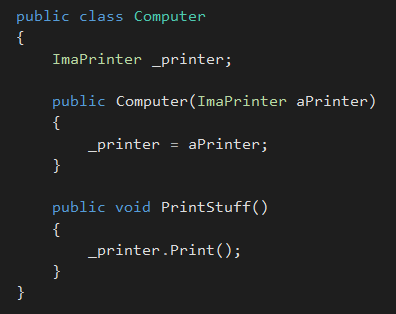 public class Computer
{
    ImaPrinter _printer;

    public Computer(ImaPrinter aPrinter)
    {
        _printer = aPrinter;
    }

    public void PrintStuff()
    {
        _printer.Print();
    }
}